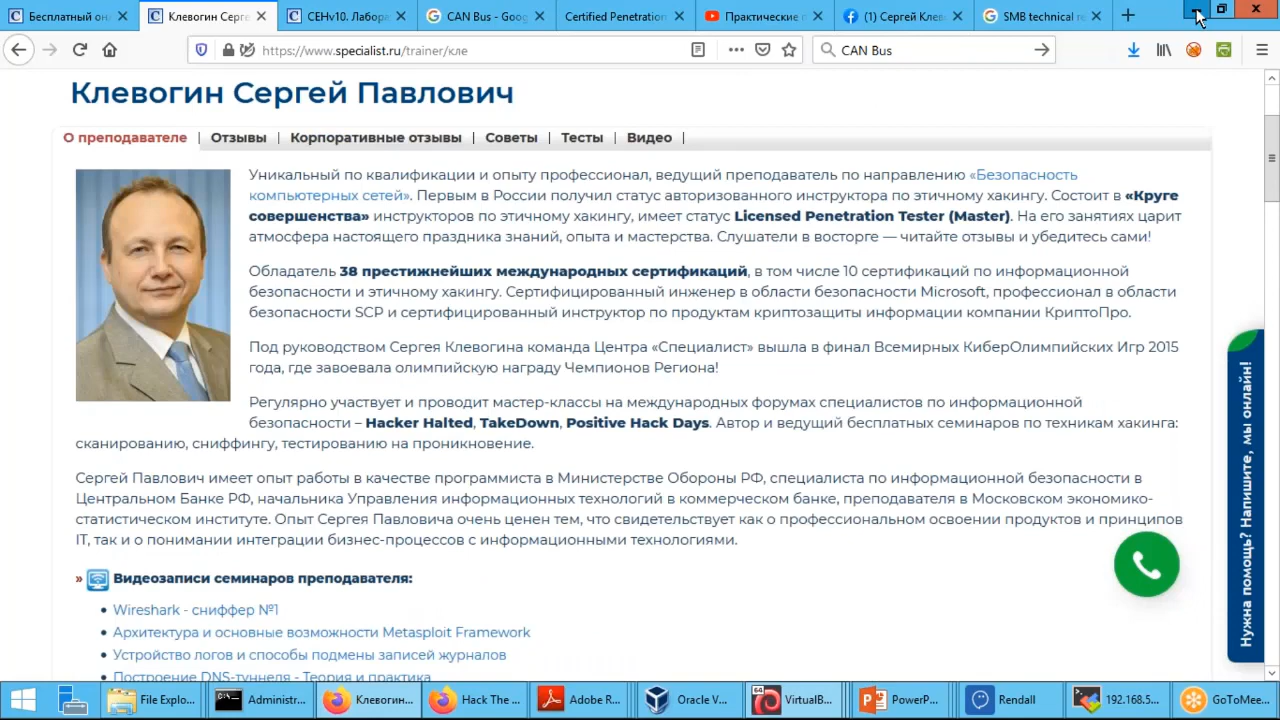 Бесплатный он
Клевогин Серге
CEHv10. Лабора
CAN Bus - Goog
Certified Penetration
Практические п
(1) Сергей Клев
SMB technical re
https://www.specialist.ru/trainer/кле
CAN Bus
Клевогин Сергей Павлович
О преподавателе | Отзывы | Корпоративные отзывы | Советы | Тесты | Видео |
Уникальный по квалификации и опыту профессионал, ведущий преподаватель по направлению «Безопасность
компьютерных сетей». Первым в России получил статус авторизованного инструктора по этичному хакингу. Состоит в «Круге
совершенства» инструкторов по этичному хакингу, имеет статус Licensed Penetration Tester (Master). На его занятиях царит
атмосфера настоящего праздника знаний, опыта и мастерства. Слушатели в восторге — читайте отзывы и убедитесь сами!
Обладатель 38 престижнейших международных сертификаций, в том числе 10 сертификаций по информационной
безопасности и этичному хакингу. Сертифицированный инженер в области безопасности Microsoft, профессионал в области
безопасности SCP и сертифицированный инструктор по продуктам криптозащиты информации компании КриптоПро.
Под руководством Сергея Клевогина команда Центра «Специалист» вышла в финал Всемирных КиберОлимпийских Игр 2015
года, где завоевала олимпийскую награду Чемпионов Региона!
Регулярно участвует и проводит мастер-классы на международных форумах специалистов по информационной
безопасности – Hacker Halted, TakeDown, Positive Hack Days. Автор и ведущий бесплатных семинаров по техникам хакинга:
сканированию, сниффингу, тестированию на проникновение.
Сергей Павлович имеет опыт работы в качестве программиста в Министерстве Обороны РФ, специалиста по информационной безопасности в
Центральном Банке РФ, начальника Управления информационных технологий в коммерческом банке, преподавателя в Московском экономико-
статистическом институте. Опыт Сергея Павловича очень ценен тем, что свидетельствует как о профессиональном освоении продуктов и принципов
IT, так и о понимании интеграции бизнес-процессов с информационными технологиями.
» Видеозаписи семинаров преподавателя:
• Wireshark - сниффер №1
• Архитектура и основные возможности Metasploit Framework
• Устройство логов и способы подмены записей журналов
• Построение DNS-туннеля - Теория и практика
Нужна помощь? Напишите, мы онлайн!
File Explo...
Administr...
Клевогин...
Hack The ...
Adobe R...
Oracle V...
VirtualB...
PowerP...
Rendall
192.168.5...
GoToMee...